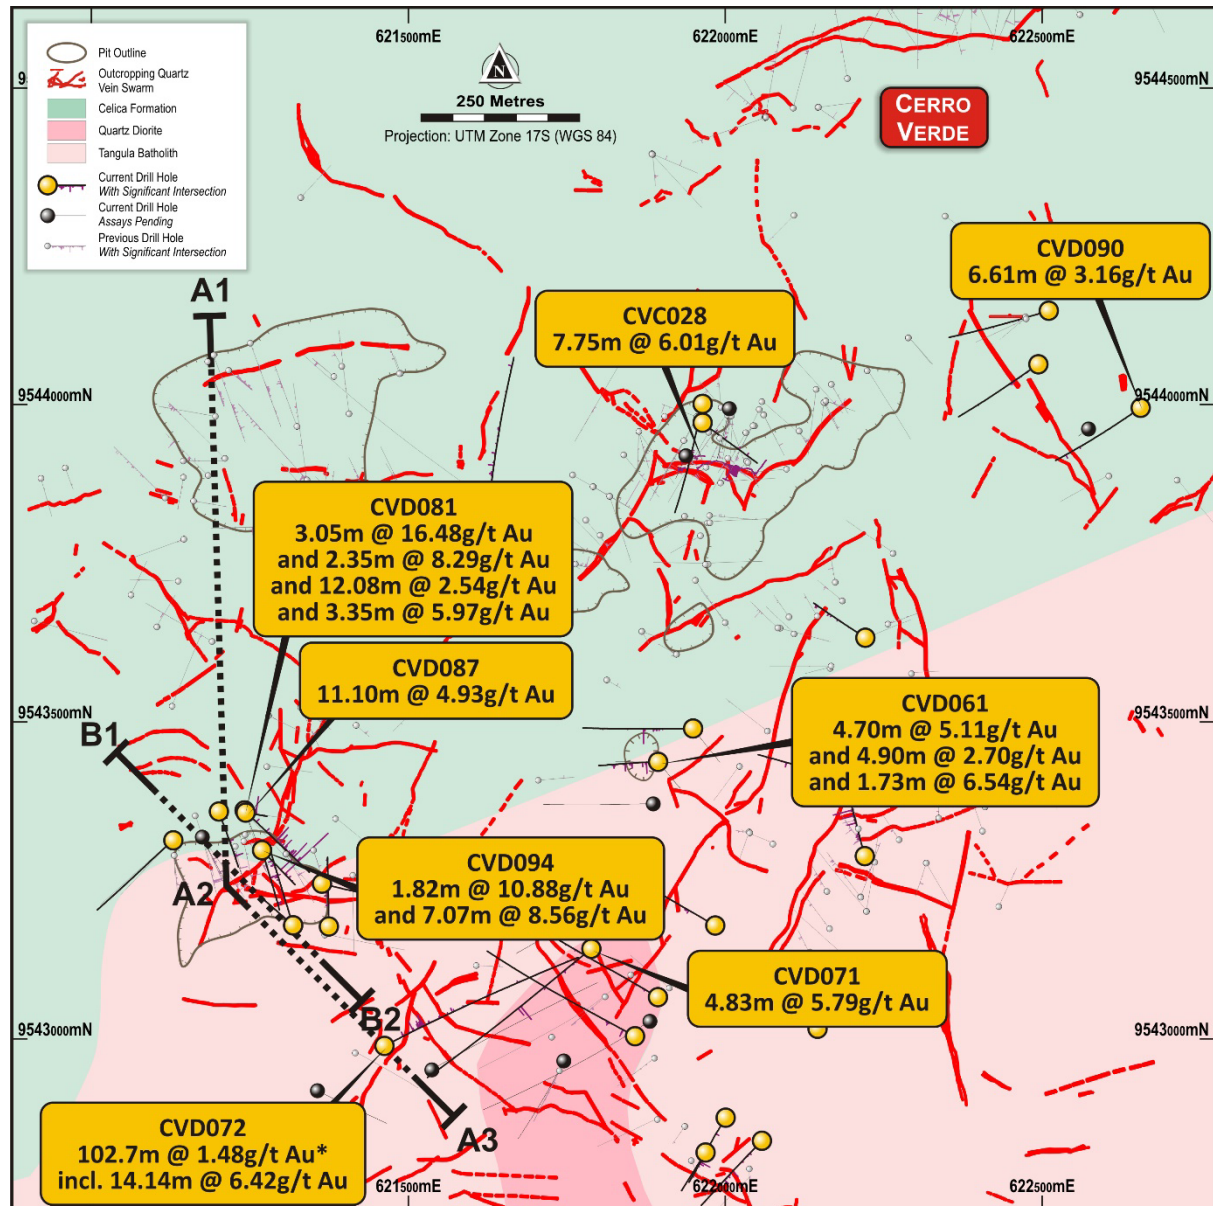 621500mE
622000mE
622500mE
Pit Outline
Outcropping Quartz
Vein Swarm
Celica Formation
Quartz Diorite
Tangula Batholith
Current Drill Hole
With Significant Intersection
Current Drill Hole
Assays Pending
Previous Drill Hole
With Significant Intersection
N
250 Metres
Projection: UTM Zone 17S (WGS 84)
CERRO
VERDE
9544500mN
CVD090
6.61m @ 3.16g/t Au
A1
CVC028
7.75m @ 6.01g/t Au
9544000mN
9544000mN
CVD081
3.05m @ 16.48g/t Au
and 2.35m @ 8.29g/t Au
and 12.08m @ 2.54g/t Au
and 3.35m @ 5.97g/t Au
CVD087
11.10m @ 4.93g/t Au
CVD061
4.70m @ 5.11g/t Au
and 4.90m @ 2.70g/t Au
and 1.73m @ 6.54g/t Au
9543500mN
9543500mN
B1
CVD094
1.82m @ 10.88g/t Au
and 7.07m @ 8.56g/t Au
A2
CVD071
4.83m @ 5.79g/t Au
B2
9543000mN
9543000mN
CVD072
102.7m @ 1.48g/t Au*
incl. 14.14m @ 6.42g/t Au
A3
621500mE
622000mE
622500mE